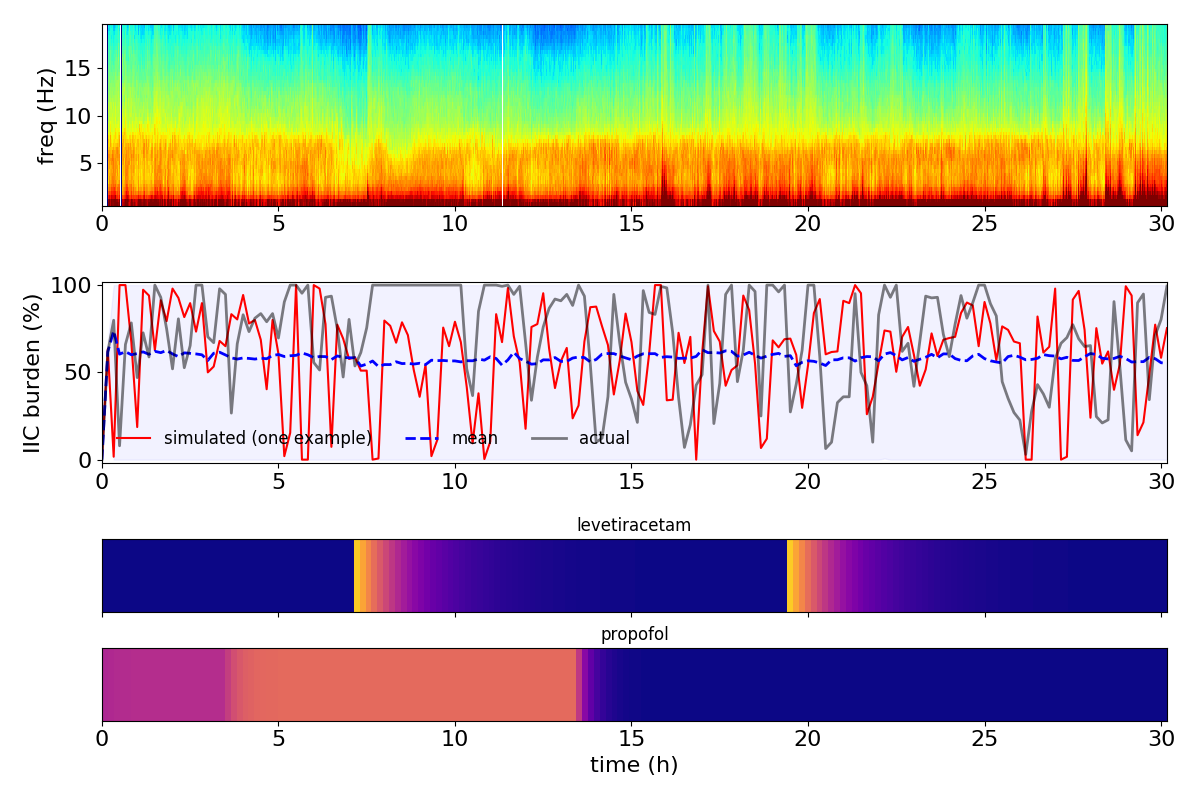 freq (Hz)
15
10
5
0 5 10 15 20 25 30
IIC burden (%)
100
50
0
simulated (one example) mean actual
0 5 10 15 20 25 30
levetiracetam
propofol
0 5 10 15 20 25 30
time (h)